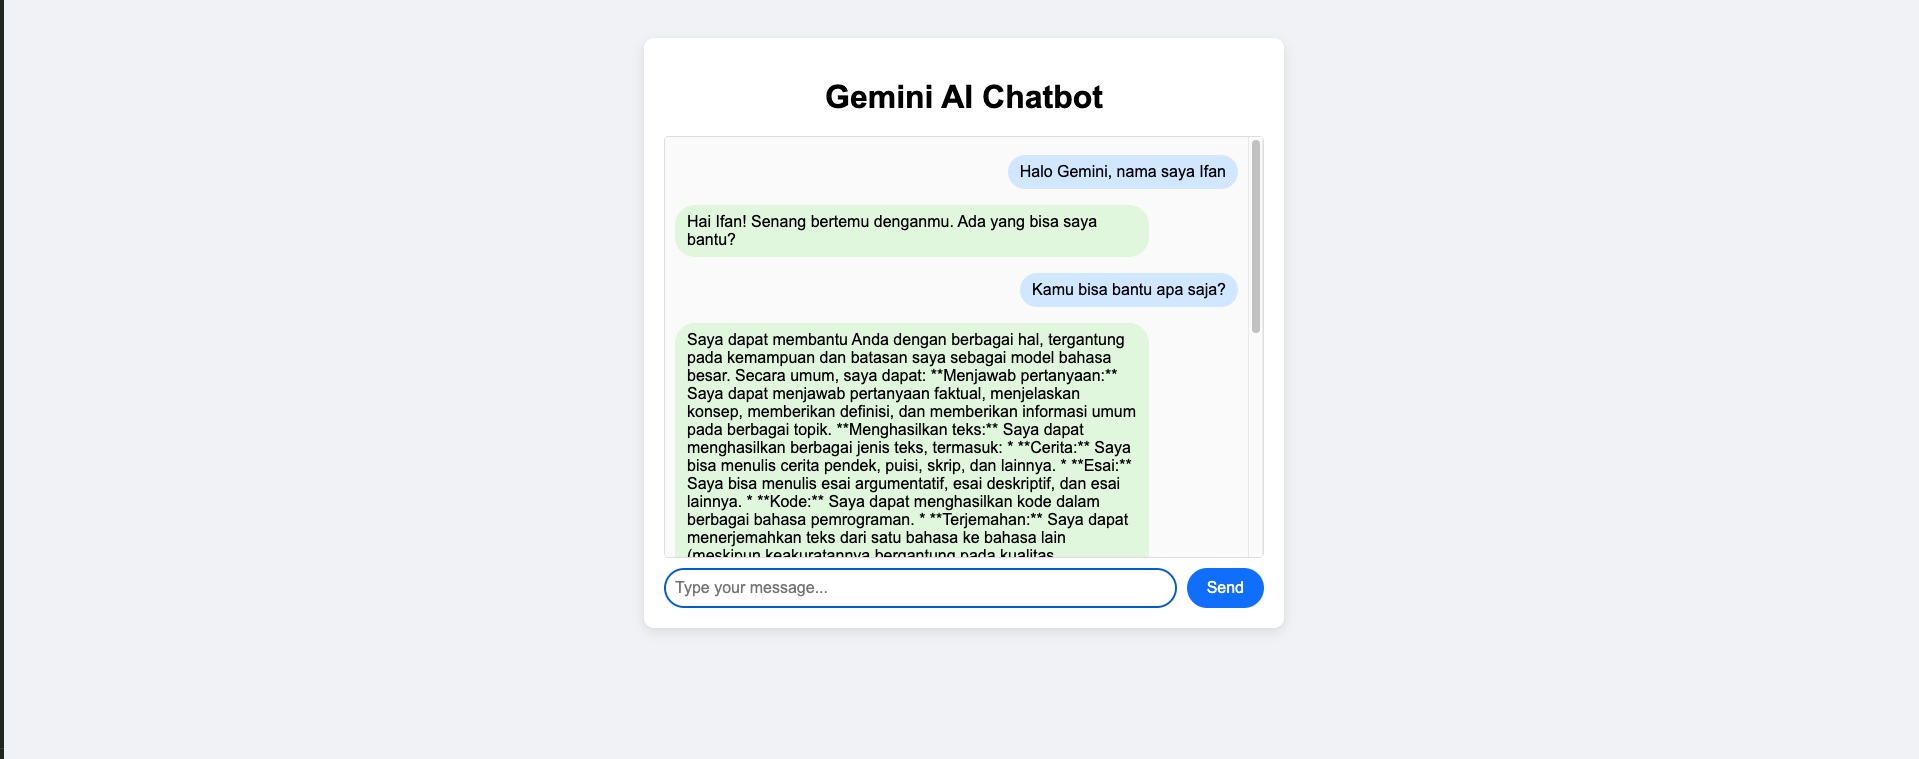 Gemini AI Chatbot
Halo Gemini, nama saya Ifan
Hai Ifan! Senang bertemu denganmu. Ada yang bisa saya
bantu?
Kamu bisa bantu apa saja?
Saya dapat membantu Anda dengan berbagai hal, tergantung
pada kemampuan dan batasan saya sebagai model bahasa
besar. Secara umum, saya dapat: **Menjawab pertanyaan:**
Saya dapat menjawab pertanyaan faktual, menjelaskan
konsep, memberikan definisi, dan memberikan informasi umum
pada berbagai topik. **Menghasilkan teks:** Saya dapat
menghasilkan berbagai jenis teks, termasuk: * **Cerita:** Saya
bisa menulis cerita pendek, puisi, skrip, dan lainnya. * **Esai:**
Saya bisa menulis esai argumentatif, esai deskriptif, dan esai
lainnya. * **Kode:** Saya dapat menghasilkan kode dalam
berbagai bahasa pemrograman. * **Terjemahan:** Saya dapat
menerjemahkan teks dari satu bahasa ke bahasa lain
(meskipun keakuratannya bergantung pada kualitas
Type your message...
Send